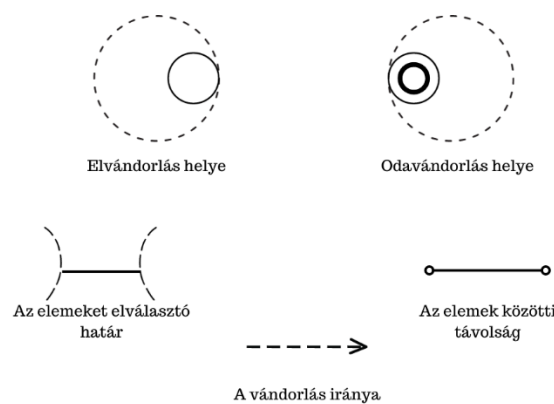 Elvándorlás helye
Odavándorlás helye
Az elemeket elválasztó
határ
Az elemek közötti
távolság
A vándorlás iránya